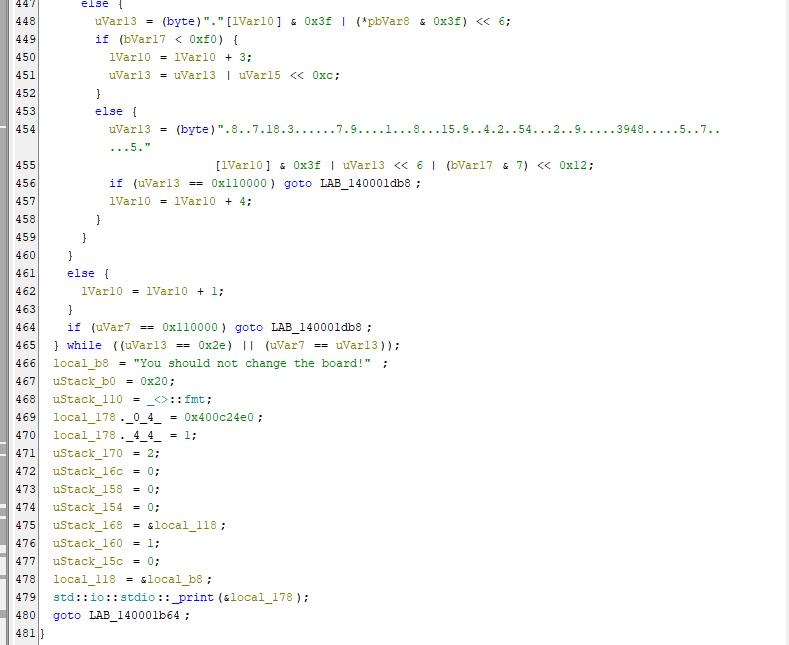 447 else {
448 uVar13 = (byte)"."[lVar10] & 0x3f | (*pbVar8 & 0x3f) << 6;
449 if (bVar17 < 0xf0) {
450 lVar10 = lVar10 + 3;
451 uVar13 = uVar13 | uVar15 << 0xc;
452 }
453 else {
454 uVar13 = (byte)".8..7.18.3......7.9....1...8...15.9..4.2..54...2..9.....3948.....5..7..
...5."
455 [lVar10] & 0x3f | uVar13 << 6 | (bVar17 & 7) << 0x12;
456 if (uVar13 == 0x110000) goto LAB_140001db8;
457 lVar10 = lVar10 + 4;
458 }
459 }
460 }
461 else {
462 lVar10 = lVar10 + 1;
463 }
464 if (uVar7 == 0x110000) goto LAB_140001db8;
465 } while ((uVar13 == 0x2e) || (uVar7 == uVar13));
466 local_b8 = "You should not change the board!" ;
467 uStack_b0 = 0x20;
468 uStack_110 = _<>::fmt;
469 local_178._0_4_ = 0x400c24e0;
470 local_178._4_4_ = 1;
471 uStack_170 = 2;
472 uStack_16c = 0;
473 uStack_158 = 0;
474 uStack_154 = 0;
475 uStack_168 = &local_118;
476 uStack_160 = 1;
477 uStack_15c = 0;
478 local_118 = &local_b8;
479 std::io::stdio::_print(&local_178);
480 goto LAB_140001b64;
481 }